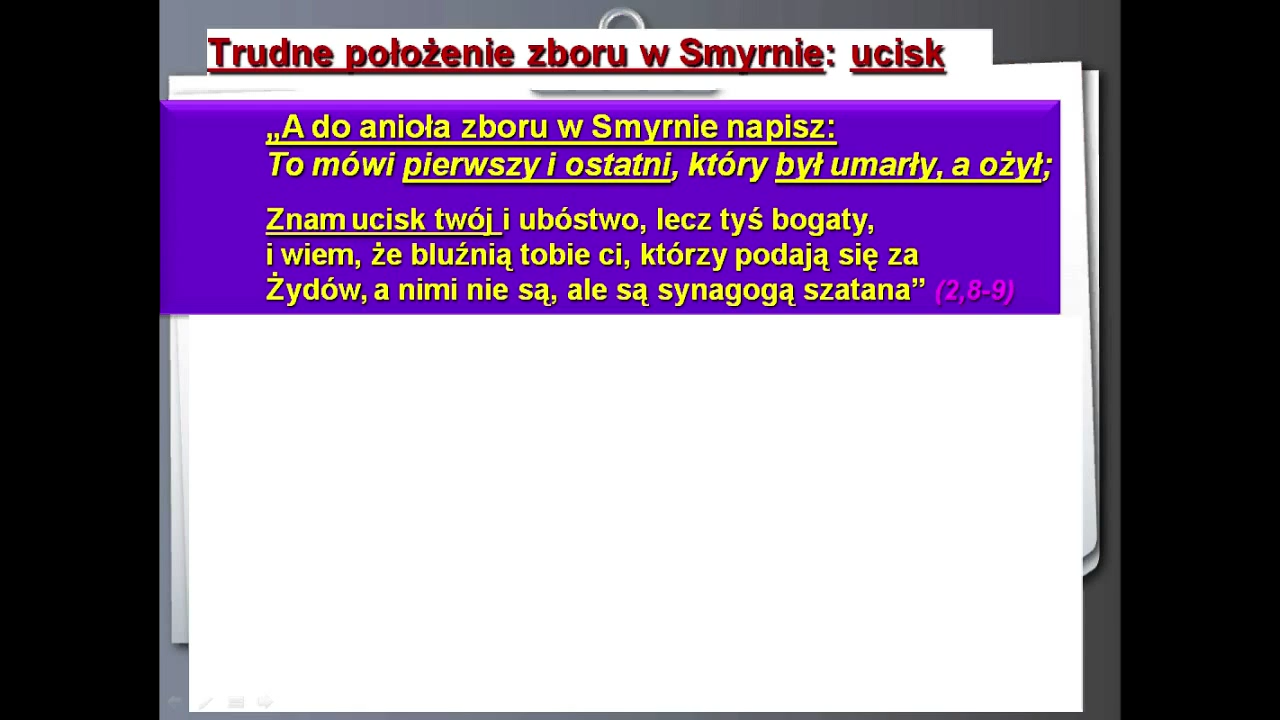 Trudne położenie zboru w Smyrnie: ucisk
„A do anioła zboru w Smyrnie napisz:
To mówi pierwszy i ostatni, który był umarły, a ożył;
Znam ucisk twój i ubóstwo, lecz tyś bogaty,
i wiem, że bluźnią tobie ci, którzy podają się za
Żydów, a nimi nie są, ale są synagogą szatana” (2,8-9)